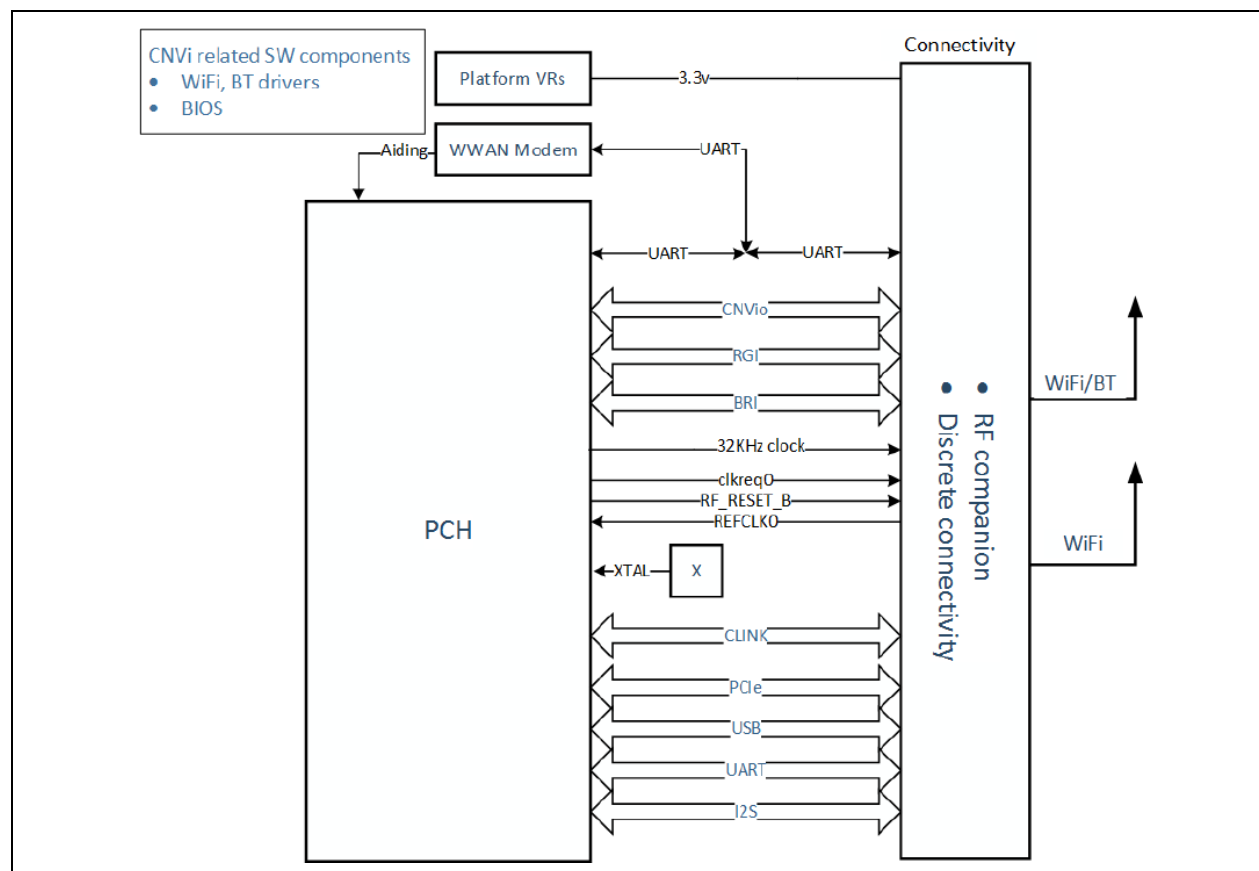 CNVi related SW components
• WiFi, BT drivers
• BIOS
Connectivity
Platform VRs
3.3v
Aiding
WWAN Modem
UART
UART
UART
CNVio
RGI
BRI
32KHz clock
clkreq0
RF_RESET_B
REFCLK0
PCH
XTAL
X
CLINK
PCIe
USB
UART
I2S
• RF companion
• Discrete connectivity
WiFi/BT
WiFi